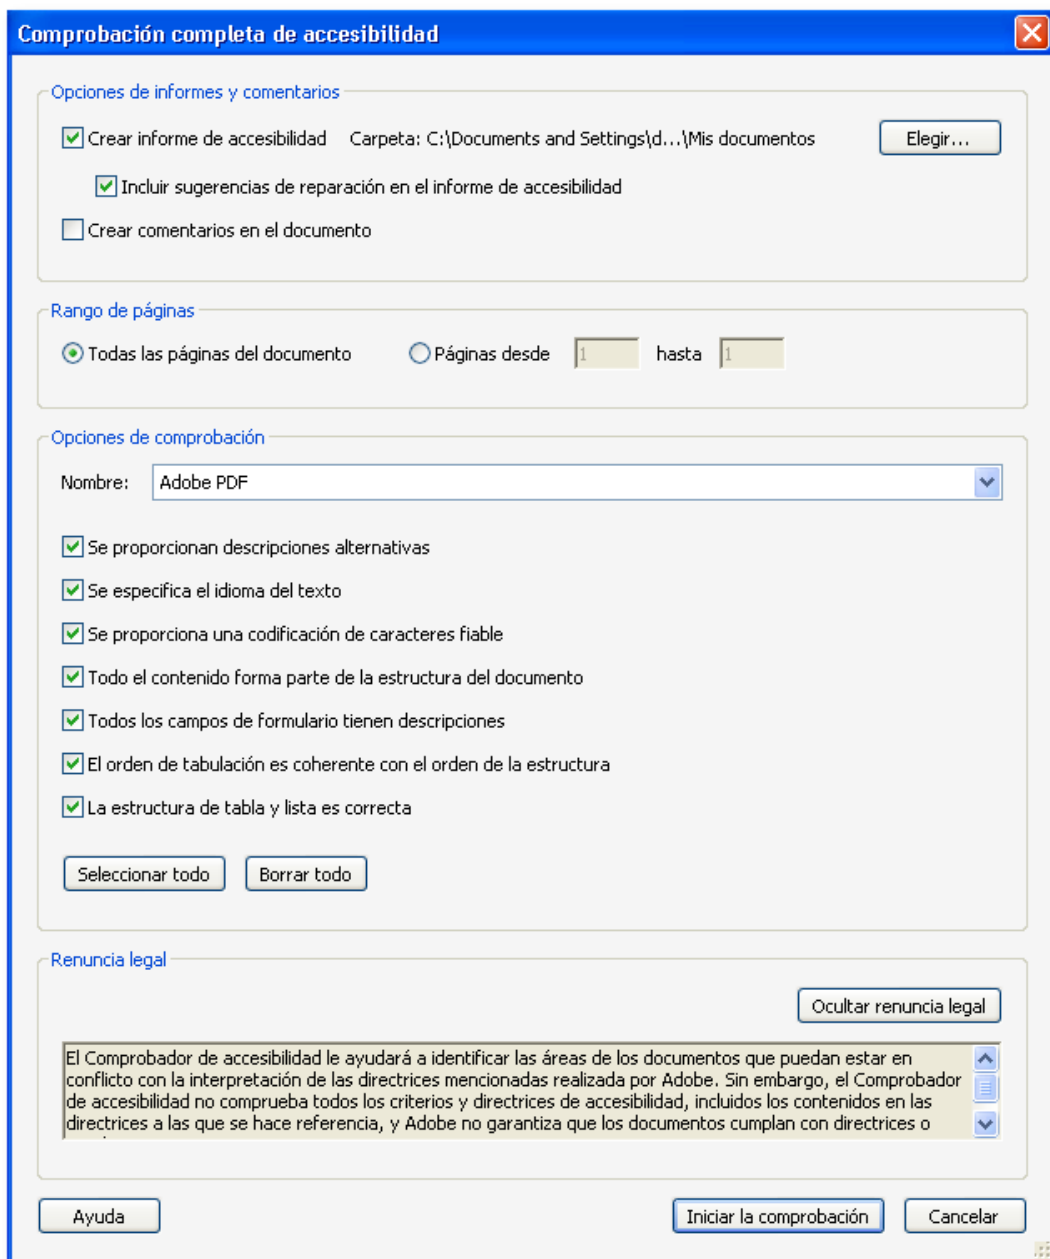 Comprobación completa de accesibilidad
Opciones de informes y comentarios
Crear informe de accesibilidad Carpeta: C:\Documents and Settings\d...\Mis documentos Elegir...
Incluir sugerencias de reparación en el informe de accesibilidad
Crear comentarios en el documento
Rango de páginas
Todas las páginas del documento Páginas desde 1 hasta 1
Opciones de comprobación
Nombre: Adobe PDF
Se proporcionan descripciones alternativas
Se especifica el idioma del texto
Se proporciona una codificación de caracteres fiable
Todo el contenido forma parte de la estructura del documento
Todos los campos de formulario tienen descripciones
El orden de tabulación es coherente con el orden de la estructura
La estructura de tabla y lista es correcta
Seleccionar todo Borrar todo
Renuncia legal
Ocultar renuncia legal
El Comprobador de accesibilidad le ayudará a identificar las áreas de los documentos que puedan estar en
conflicto con la interpretación de las directrices mencionadas realizada por Adobe. Sin embargo, el Comprobador
de accesibilidad no comprueba todos los criterios y directrices de accesibilidad, incluidos los contenidos en las
directrices a las que se hace referencia, y Adobe no garantiza que los documentos cumplan con directrices o
Ayuda Iniciar la comprobación Cancelar